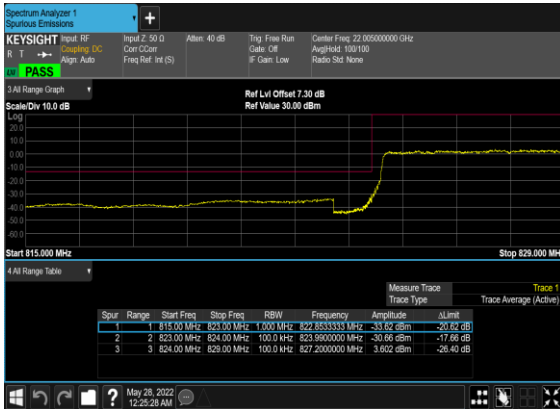 Spectrum Analyzer 1
Spurious Emissions
KEYSIGHT Input: RF Input Z: 50 Ω Atten: 40 dB Trig: Free Run Center Freq: 22.005000000 GHz
R T Coupling: DC Corr CCorr Gate: Off Avg|Hold: 100/100
Align: Auto Freq Ref: Int (S) IF Gain: Low Radio Std: None
PASS
3 All Range Graph
Ref Lvl Offset 7.30 dB
Scale/Div 10.0 dB Ref Value 30.00 dBm
Log
20.0
10.0
0.00
-10.0
-20.0
-30.0
-40.0
-50.0
-60.0
Start 815.000 MHz Stop 829.000 MH
4 All Range Table
Measure Trace Trace 1
Trace Type Trace Average (Active)
Spur Range Start Freq Stop Freq RBW Frequency Amplitude ΔLimit
1 1 815.00 MHz 823.00 MHz 1.000 MHz 822.8533333 MHz -33.62 dBm -20.62 dB
2 2 823.00 MHz 824.00 MHz 100.0 kHz 823.9900000 MHz -30.66 dBm -17.66 dB
3 3 824.00 MHz 829.00 MHz 100.0 kHz 827.2000000 MHz 3.602 dBm -26.40 dB
May 28, 2022
12:25:28 AM